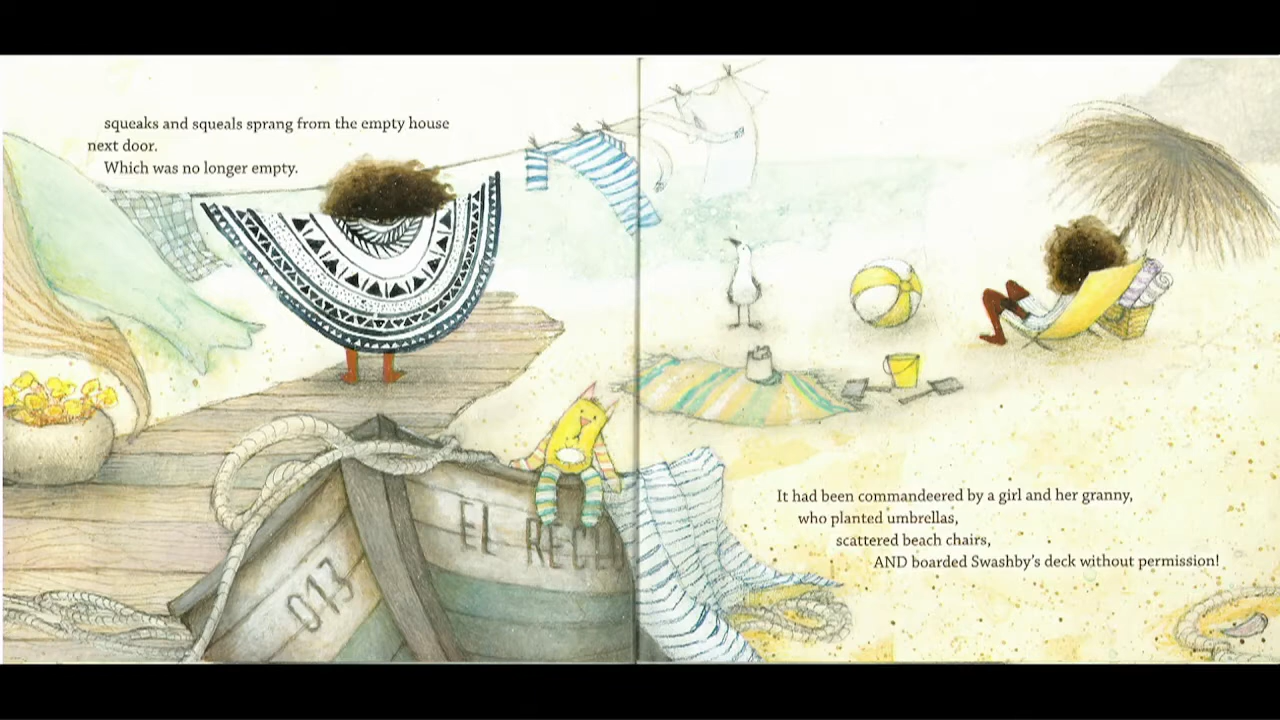 squeaks and squeals sprang from the empty house
next door.
Which was no longer empty.
EL RECL
013
It had been commandeered by a girl and her granny,
who planted umbrellas,
scattered beach chairs,
AND boarded Swashby's deck without permission!